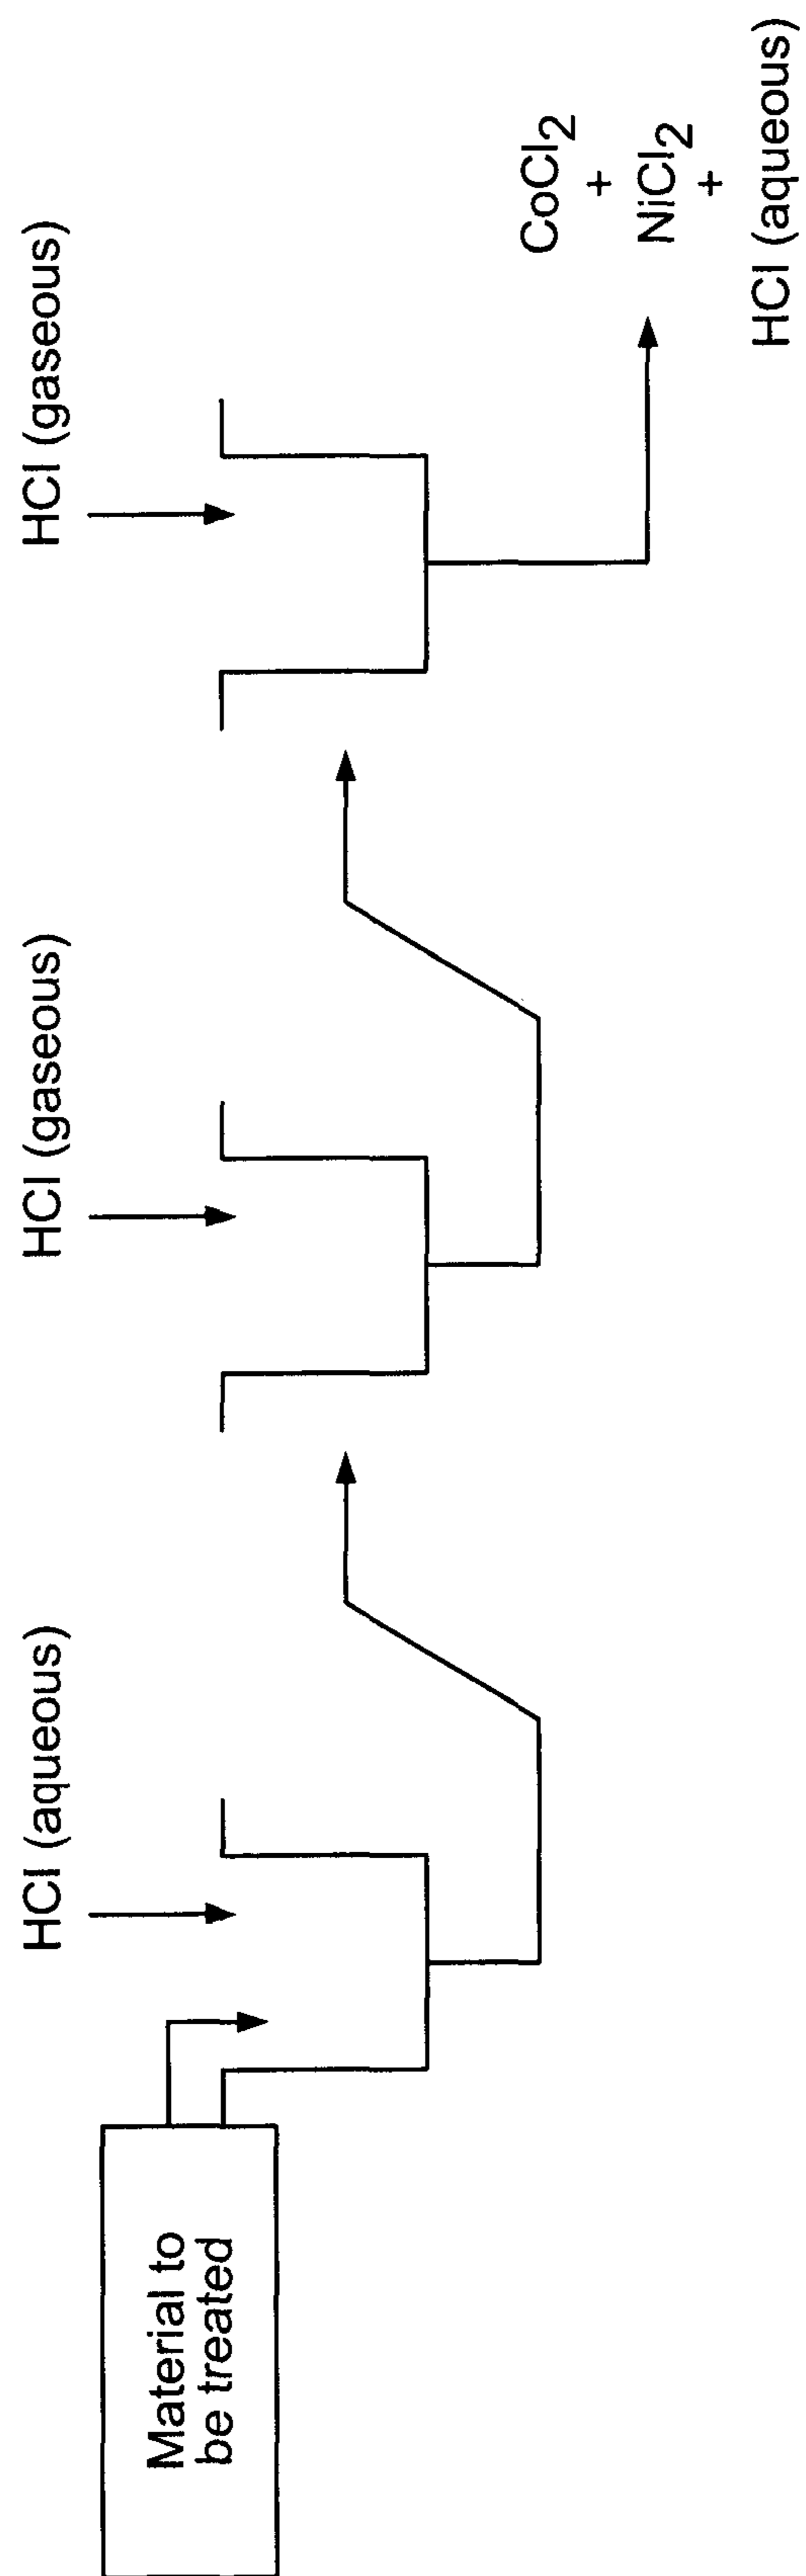 Material to
be treated
HCl (aqueous)
HCl (gaseous)
HCl (gaseous)
CoCl₂
+
NiCl₂
+
HCl (aqueous)